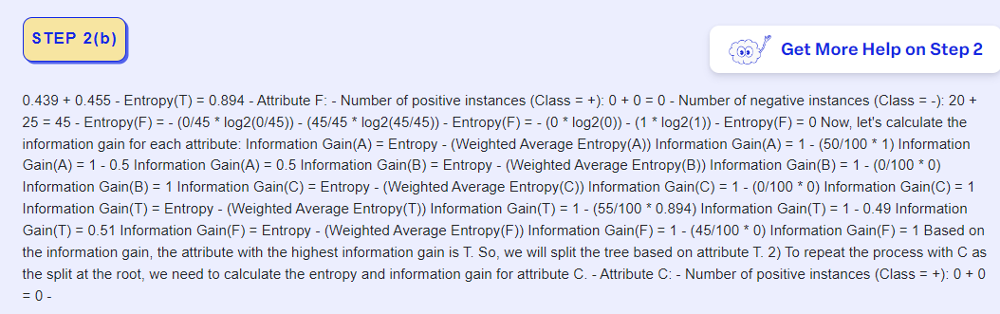 STEP 2(b)
Get More Help on Step 2
0.439 + 0.455 - Entropy(T) = 0.894 - Attribute F: - Number of positive instances (Class = +): 0 + 0 = 0 - Number of negative instances (Class = -): 20 +
25 = 45 - Entropy(F) = - (0/45 * log2(0/45)) - (45/45 * log2(45/45)) - Entropy(F) = - (0 * log2(0)) - (1 * log2(1)) - Entropy(F) = 0 Now, let's calculate the
information gain for each attribute: Information Gain(A) = Entropy - (Weighted Average Entropy(A)) Information Gain(A) = 1 - (50/100 * 1) Information
Gain(A) = 1 - 0.5 Information Gain(A) = 0.5 Information Gain(B) = Entropy - (Weighted Average Entropy(B)) Information Gain(B) = 1 - (0/100 * 0)
Information Gain(B) = 1 Information Gain(C) = Entropy - (Weighted Average Entropy(C)) Information Gain(C) = 1 - (0/100 * 0) Information Gain(C) = 1
Information Gain(T) = Entropy - (Weighted Average Entropy(T)) Information Gain(T) = 1 - (55/100 * 0.894) Information Gain(T) = 1 - 0.49 Information
Gain(T) = 0.51 Information Gain(F) = Entropy - (Weighted Average Entropy(F)) Information Gain(F) = 1 - (45/100 * 0) Information Gain(F) = 1 Based on
the information gain, the attribute with the highest information gain is T. So, we will split the tree based on attribute T. 2) To repeat the process with C as
the split at the root, we need to calculate the entropy and information gain for attribute C. - Attribute C: - Number of positive instances (Class = +): 0 + 0
= 0 -